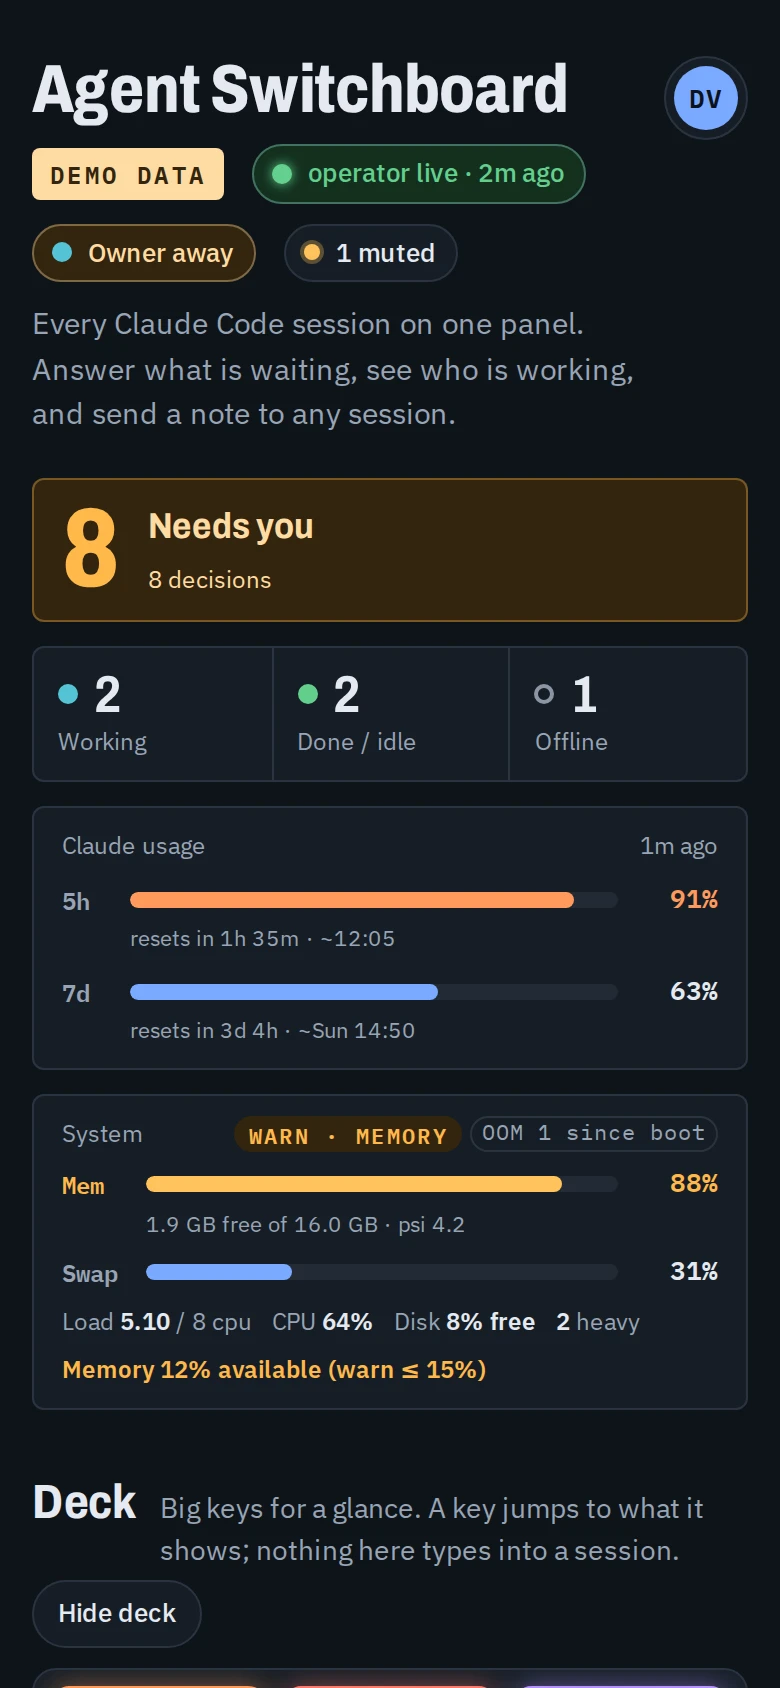 Agent Switchboard
DV
DEMO DATA
operator live · 2m ago
Owner away
1 muted
Every Claude Code session on one panel.
Answer what is waiting, see who is working,
and send a note to any session.
8
Needs you
8 decisions
2
Working
2
Done / idle
1
Offline
Claude usage
1m ago
5h
91%
resets in 1h 35m · ~12:05
7d
63%
resets in 3d 4h · ~Sun 14:50
System
WARN · MEMORY
OOM 1 since boot
Mem
88%
1.9 GB free of 16.0 GB · psi 4.2
Swap
31%
Load 5.10 / 8 cpu CPU 64% Disk 8% free 2 heavy
Memory 12% available (warn ≤ 15%)
Deck
Big keys for a glance. A key jumps to what it
shows; nothing here types into a session.
Hide deck